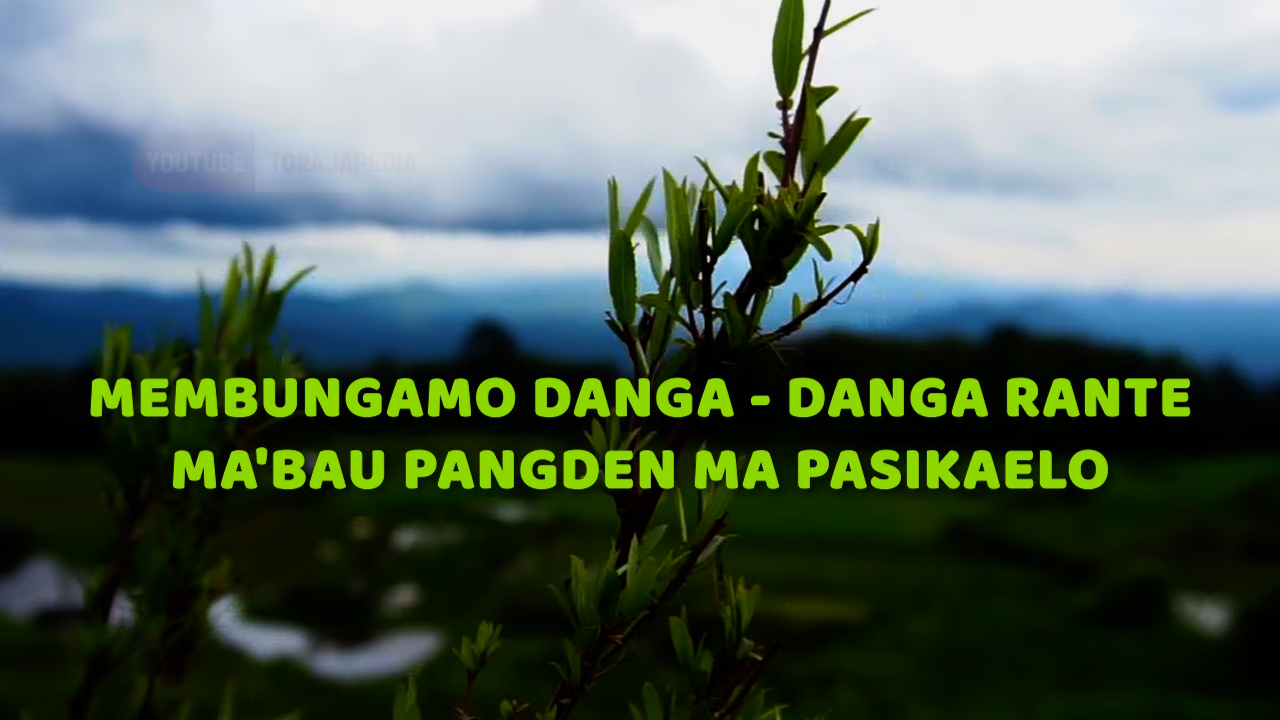 YOUTUBE TORAJAPEDIA
MEMBUNGAMO DANGA - DANGA RANTE
MA'BAU PANGDEN MA PASIKAELO